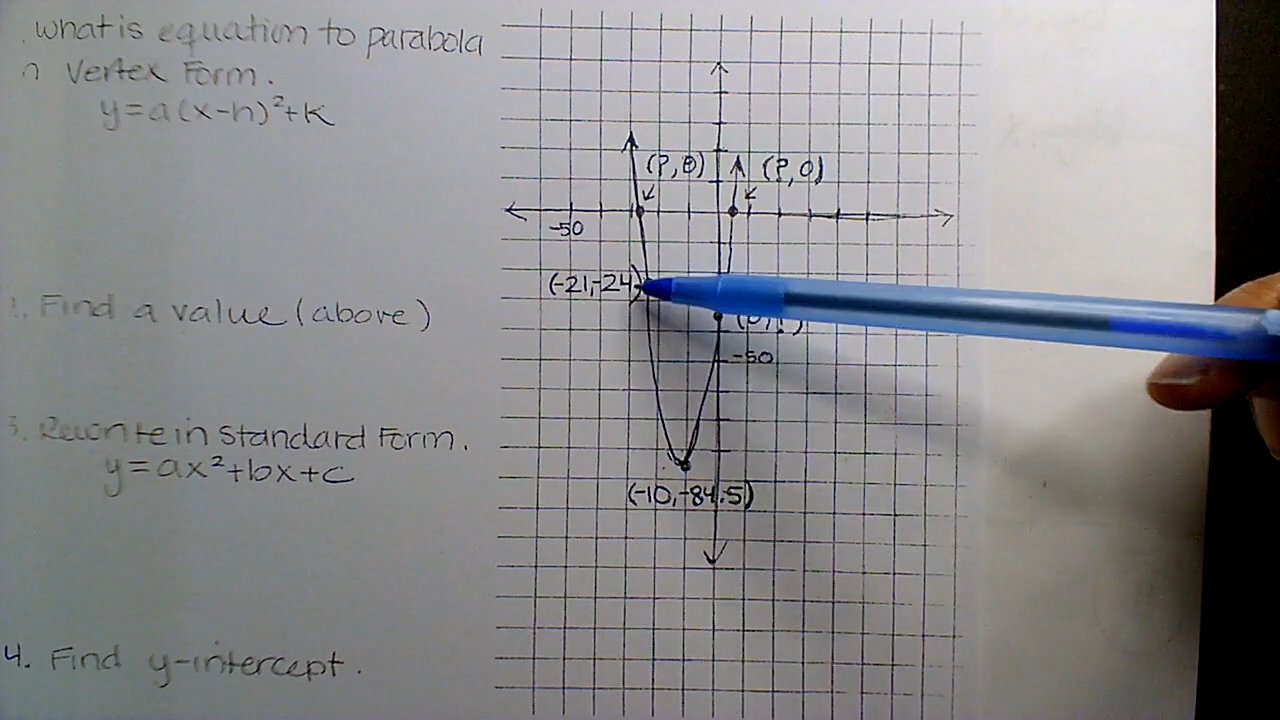 what is equation to parabola
n Vertex Form.
y=a(x-h)²+k
1. Find a value (above)
3. Rewrite in Standard Form.
y=ax²+bx+c
4. Find y-intercept.
(?,0) (?,0)
-50
(-21,-24)
-50
(-10,-84.5)